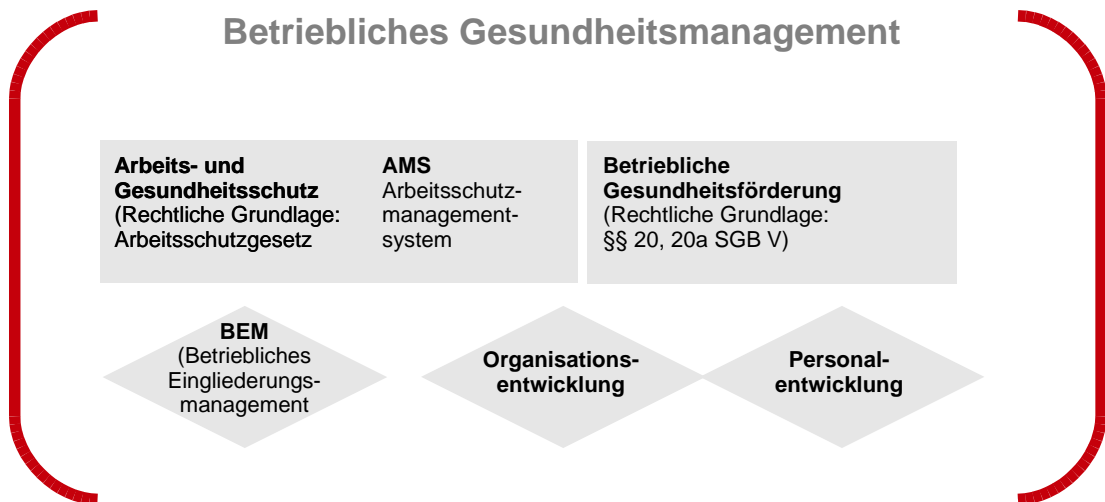 Betriebliches Gesundheitsmanagement
Arbeits- und
Gesundheitsschutz
(Rechtliche Grundlage:
Arbeitsschutzgesetz
AMS
Arbeitsschutz-
management-
system
Betriebliche
Gesundheitsförderung
(Rechtliche Grundlage:
§§ 20, 20a SGB V)
BEM
(Betriebliches
Eingliederungs-
management
Organisations-
entwicklung
Personal-
entwicklung